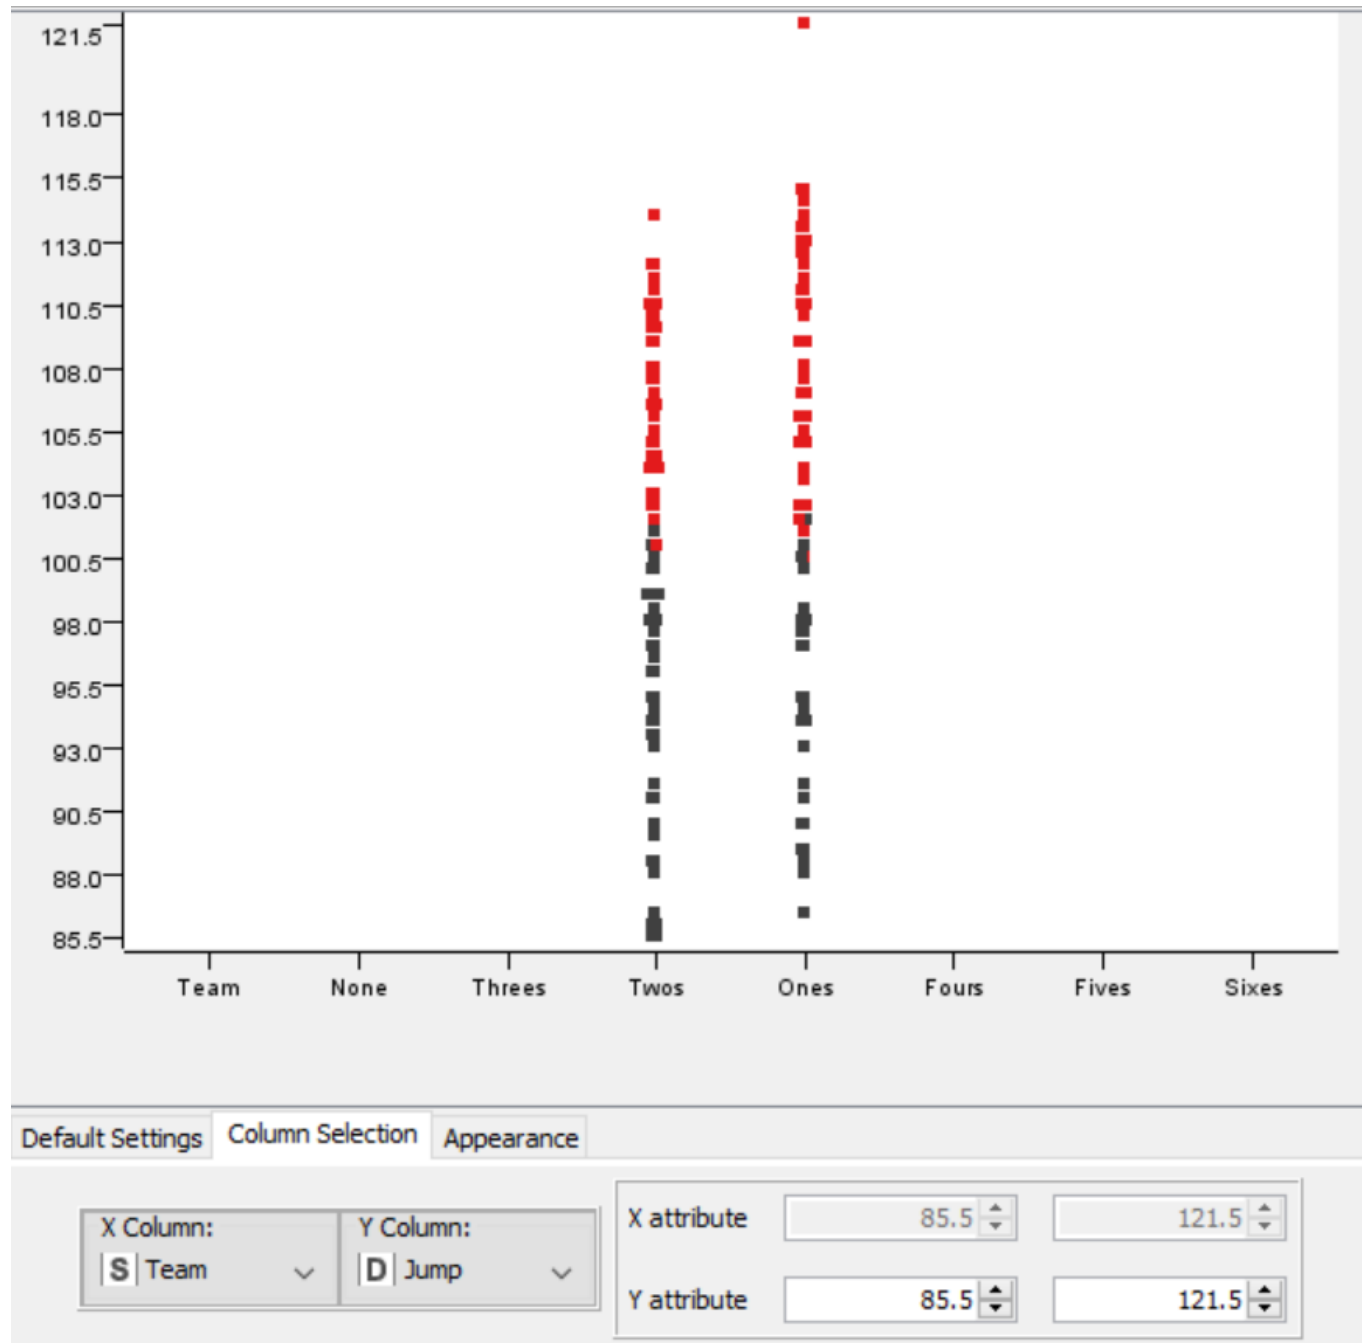 121.5
118.0
115.5
113.0
110.5
108.0
105.5
103.0
100.5
98.0
95.5
93.0
90.5
88.0
85.5
Team None Threes Twos Ones Fours Fives Sixes
Default Settings Column Selection Appearance
X Column: Y Column:
S Team D Jump
X attribute 85.5 121.5
Y attribute 85.5 121.5